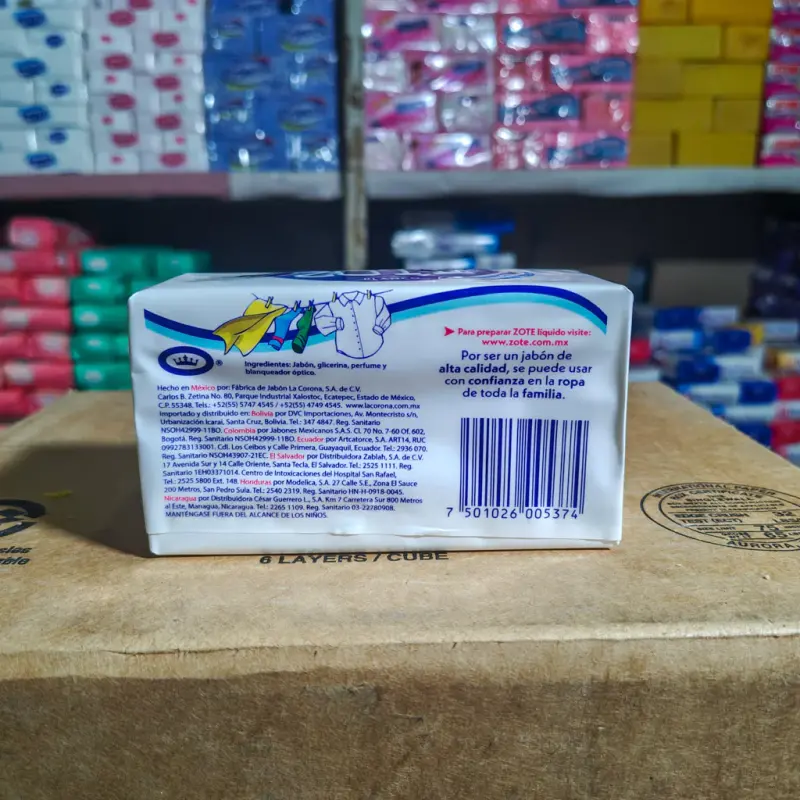 Ingredientes: Jabón, glicerina, perfume y
blanqueador óptico.
®
Hecho en México por: Fábrica de Jabón La Corona, S.A. de C.V.
Carlos B. Zetina No. 80, Parque Industrial Xalostoc, Ecatepec, Estado de México,
C.P. 55348. Tels.: +52(55) 5747 4545 / +52(55) 4749 4545. www.lacorona.com.mx
Importado y distribuido en: Bolivia por DVC Importaciones, Av. Montecristo s/n,
Urbanización Icarai, Santa Cruz, Bolivia. Tel.: 347 4847. Reg. Sanitario
NSOH42999-11BO. Colombia por Jabones Mexicanos S.A.S. Cl. 70 No. 7-60 OF. 602,
Bogotá. Reg. Sanitario NSOH42999-11BO. Ecuador por Artcatorce, S.A. ART14, RUC
0992783133001. Cdl. Los Ceibos y Calle Primera, Guayaquil, Ecuador. Tel.: 2936 070.
Reg. Sanitario NSOH43907-21EC. El Salvador por Distribuidora Zablah, S.A. de C.V.
17 Avenida Sur y 14 Calle Oriente, Santa Tecla, El Salvador. Tel.: 2525 1111. Reg.
Sanitario 1EH03371014. Centro de Intoxicaciones del Hospital San Rafael,
Tel.: 2525 5800 Ext. 148. Honduras por Modelica, S.A. 27 Calle S.E., Zona El Sauce
200 Metros, San Pedro Sula. Tel.: 2540 2319. Reg. Sanitario HN-H-0918-0045.
Nicaragua por Distribuidora César Guerrero L., S.A. Km 7 Carretera Sur 800 Metros
al Este, Managua, Nicaragua. Tel.: 2265 1109. Reg. Sanitario 03-22780908.
MANTÉNGASE FUERA DEL ALCANCE DE LOS NIÑOS.
Para preparar ZOTE líquido visite:
www.zote.com.mx
Por ser un jabón de
alta calidad, se puede usar
con confianza en la ropa
de toda la familia.
7 501026 005374
6 LAYERS / CUBE
AURORA